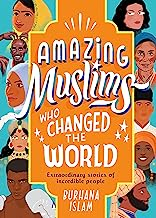 AMAZING
MUSLIMS
WHO CHANGED
THE WORLD
Extraordinary stories of
incredible people
BURHANA
ISLAM